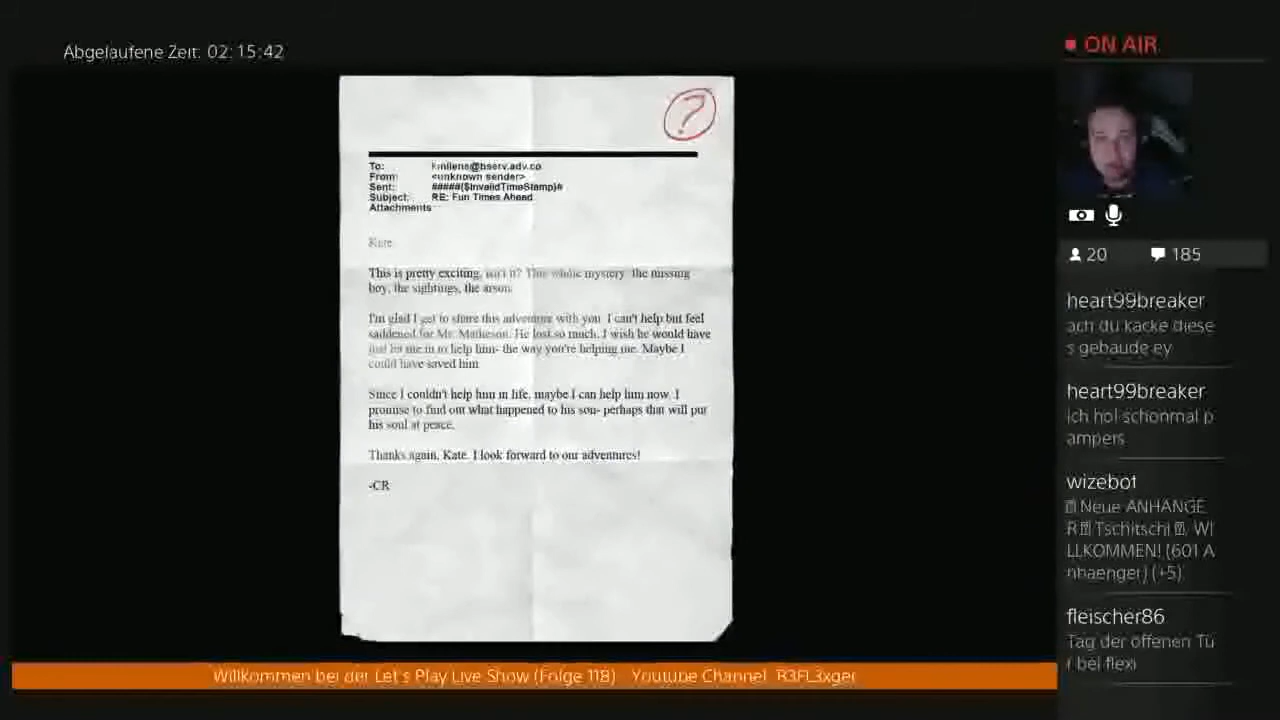 Abgelaufene Zeit: 02:15:42
ON AIR
?
To: kmilens@hserv.adv.co
From: <unknown sender>
Sent: #####{$InvalidTimeStamp}#
Subject: RE: Fun Times Ahead
Attachments
Kate,
This is pretty exciting, isn't it? This whole mystery- the missing
boy, the sightings, the arson.
I'm glad I get to share this adventure with you. I can't help but feel
saddened for Mr. Matheson. He lost so much. I wish he would have
just let me in to help him- the way you're helping me. Maybe I
could have saved him.
Since I couldn't help him in life, maybe I can help him now. I
promise to find out what happened to his son- perhaps that will put
his soul at peace.
Thanks again, Kate. I look forward to our adventures!
-CR
20 185
heart99breaker
ach du kacke diese
s gebäude ey
heart99breaker
ich hol schonmal p
ampers
wizebot
Neue ANHÄNGE
R Tschitschi , WI
LLKOMMEN! (601 A
nhaenger) (+5)
fleischer86
Tag der offenen Tü
r bei flexi
Willkommen bei der Let's Play Live Show (Folge 118) - Youtube Channel: R3FL3xger